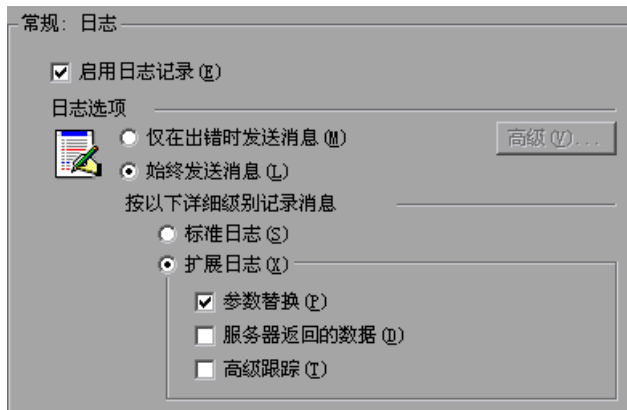 常规: 日志
启用日志记录(E)
日志选项
仅在出错时发送消息(M)
高级(V)...
始终发送消息(L)
按以下详细级别记录消息
标准日志(S)
扩展日志(X)
参数替换(P)
服务器返回的数据(D)
高级跟踪(T)